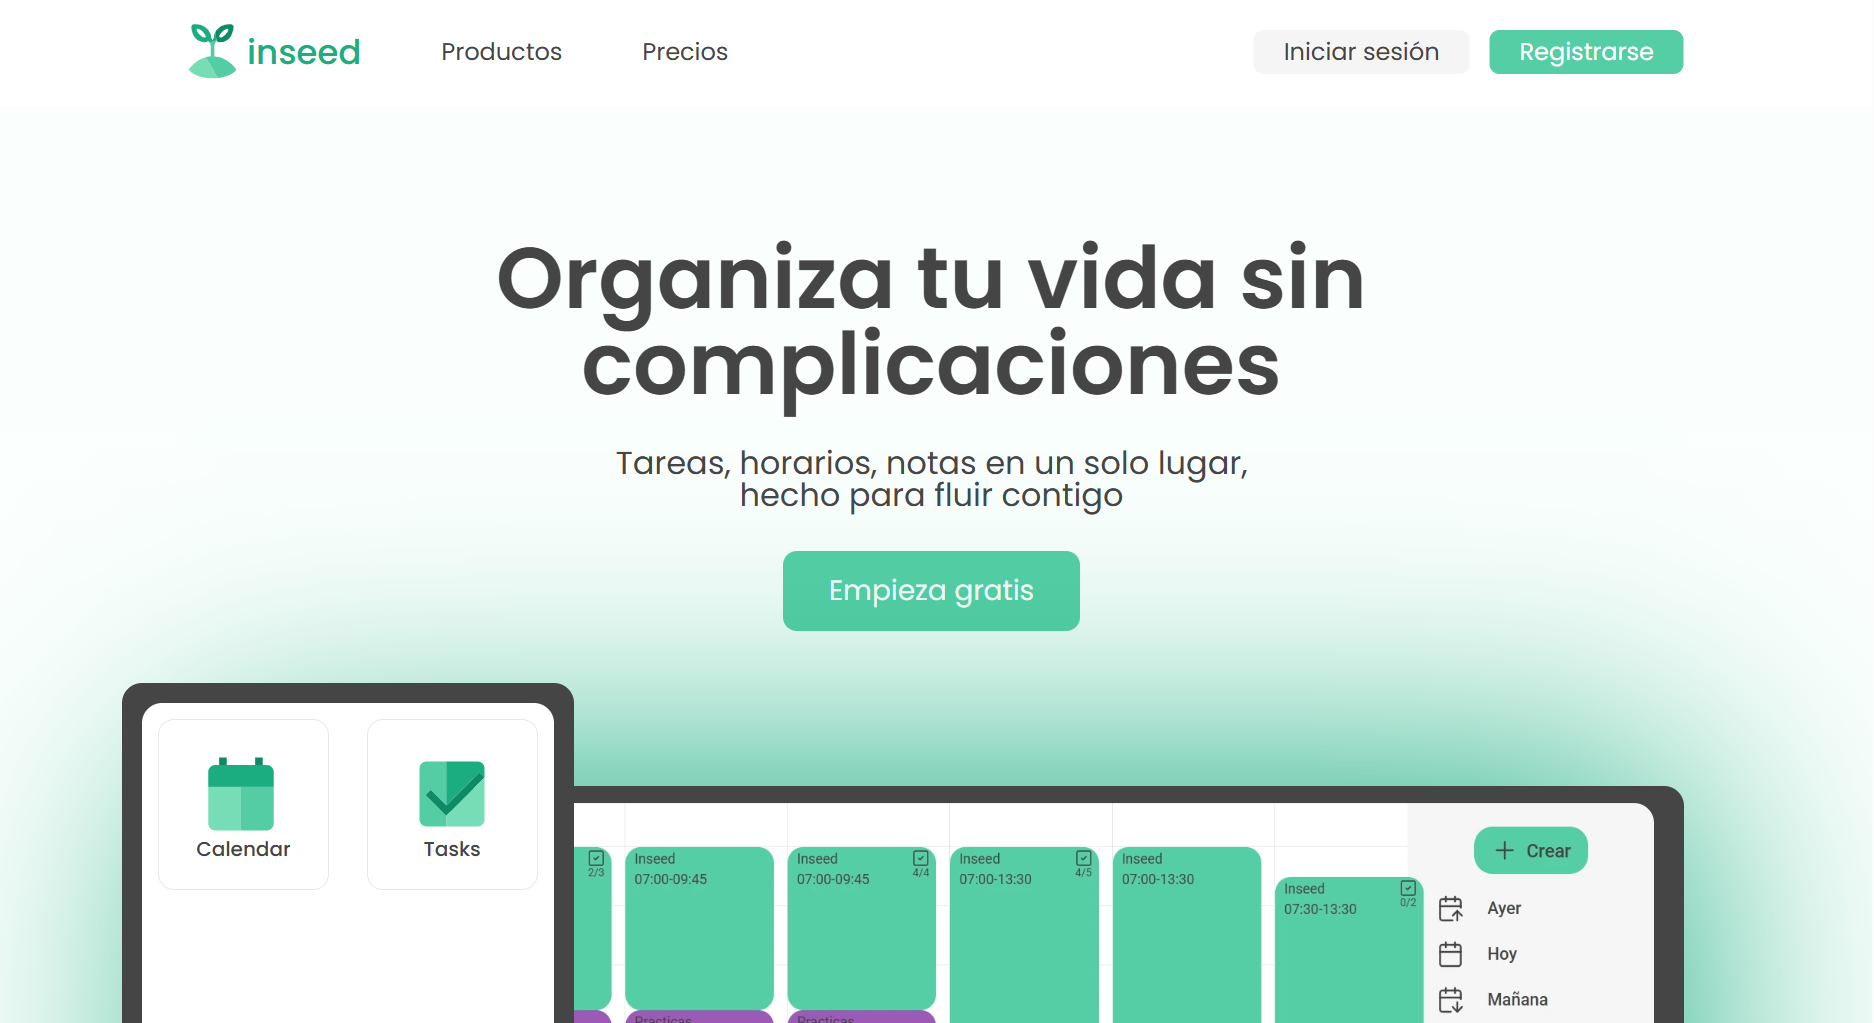 inseed
Productos
Precios
Iniciar sesión
Registrarse
Organiza tu vida sin
complicaciones
Tareas, horarios, notas en un solo lugar,
hecho para fluir contigo
Empieza gratis
Calendar
Tasks
2/3
Inseed
07:00-09:45
Inseed
07:00-09:45
4/4
Inseed
07:00-13:30
4/5
Inseed
07:00-13:30
Inseed
07:30-13:30
0/2
Practicas
Practicas
Crear
Ayer
Hoy
Mañana